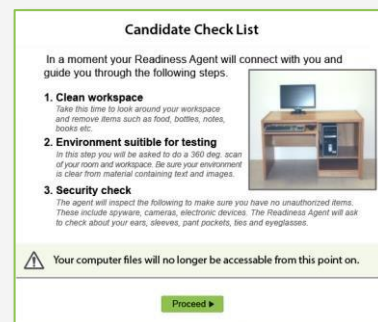 Candidate Check List
In a moment your Readiness Agent will connect with you and
guide you through the following steps.
1. Clean workspace
Take this time to look around your workspace
and remove items such as food, bottles, notes,
books etc.
2. Environment suitible for testing
In this step you will be asked to do a 360 deg. scan
of your room and workspace. Be sure your environment
is clear from material containing text and images.
3. Security check
The agent will inspect the following to make sure you have no unauthorized items.
These include spyware, cameras, electronic devices. The Readiness Agent will ask
to check about your ears, sleeves, pant pockets, ties and eyeglasses.
Your computer files will no longer be accessable from this point on.
Proceed